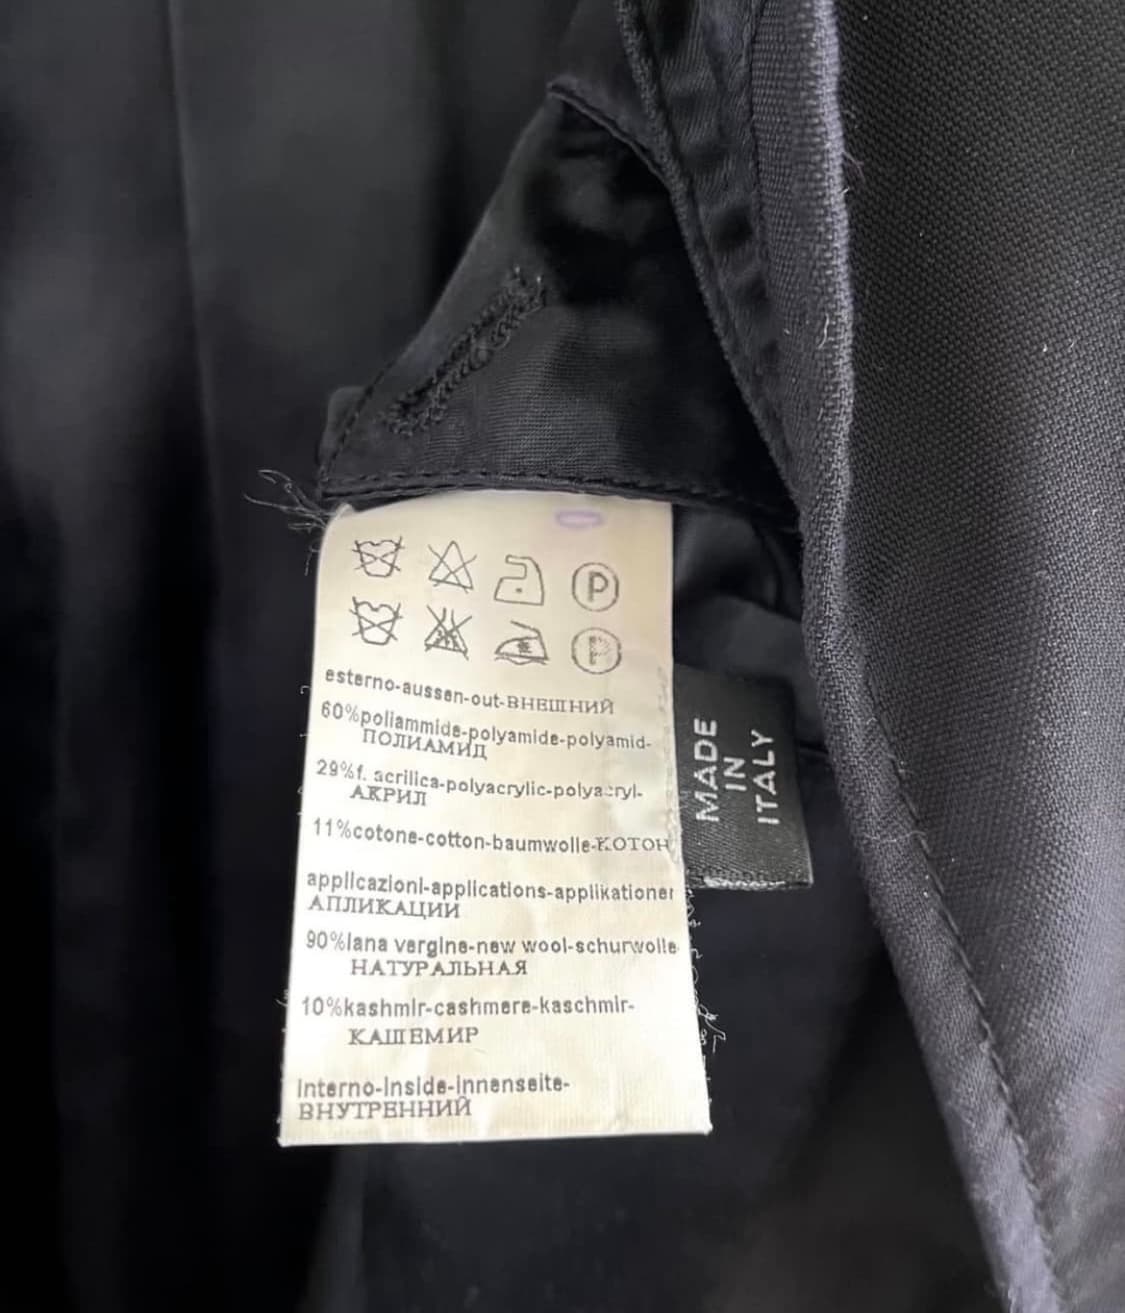 P
P
esterno-aussen-out-ВНЕШНИЙ
60%poliammide-polyamide-polyamid-
ПОЛИАМИД
29%f. acrilica-polyacrylic-polyacryl-
АКРИЛ
11%cotone-cotton-baumwolle-КОТОН
applicazioni-applications-applikationer
АПЛИКАЦИИ
90%lana vergine-new wool-schurwolle
НАТУРАЛЬНАЯ
10%kashmir-cashmere-kaschmir-
КАШЕМИР
Interno-inside-innenseite-
ВНУТРЕННИЙ
MADE
IN
ITALY